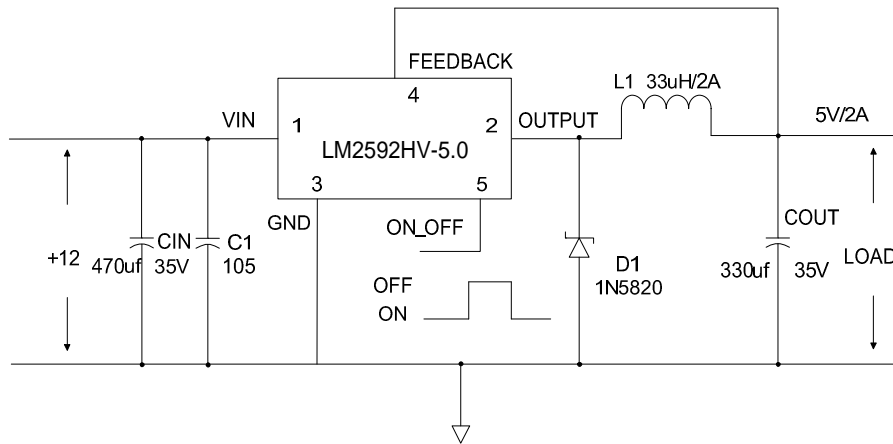 FEEDBACK
4
L1 33uH/2A
VIN
1
2
OUTPUT
5V/2A
LM2592HV-5.0
3
5
GND
ON_OFF
+12
470uf
CIN
35V
C1
105
OFF
ON
D1
1N5820
COUT
330uf
35V
LOAD